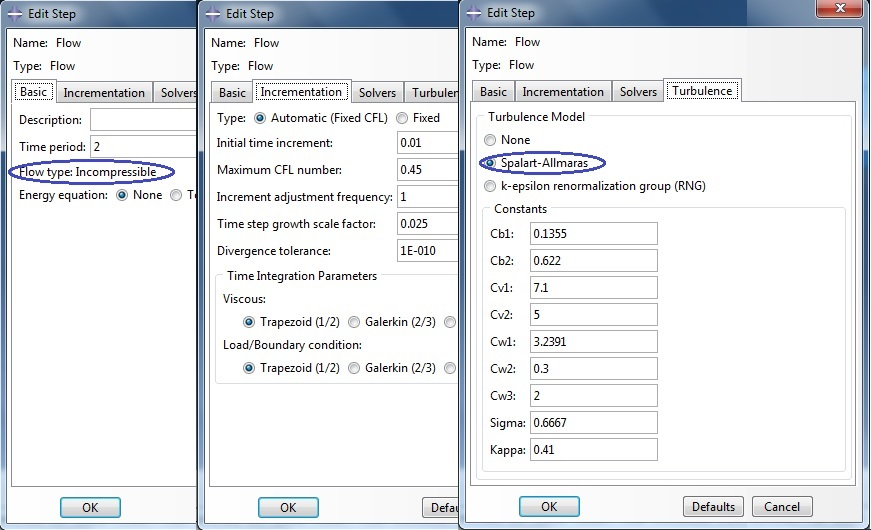 Edit Step
Name: Flow
Type: Flow
Basic Incrementation Solvers
Description:
Time period: 2
Flow type: Incompressible
Energy equation: None
OK
Edit Step
Name: Flow
Type: Flow
Basic Incrementation Solvers Turbulen
Type: Automatic (Fixed CFL) Fixed
Initial time increment: 0.01
Maximum CFL number: 0.45
Increment adjustment frequency: 1
Time step growth scale factor: 0.025
Divergence tolerance: 1E-010
Time Integration Parameters
Viscous:
Trapezoid (1/2) Galerkin (2/3)
Load/Boundary condition:
Trapezoid (1/2) Galerkin (2/3)
OK Defau
Edit Step
Name: Flow
Type: Flow
Basic Incrementation Solvers Turbulence
Turbulence Model
None
Spalart-Allmaras
k-epsilon renormalization group (RNG)
Constants
Cb1: 0.1355
Cb2: 0.622
Cv1: 7.1
Cv2: 5
Cw1: 3.2391
Cw2: 0.3
Cw3: 2
Sigma: 0.6667
Kappa: 0.41
OK Defaults Cancel